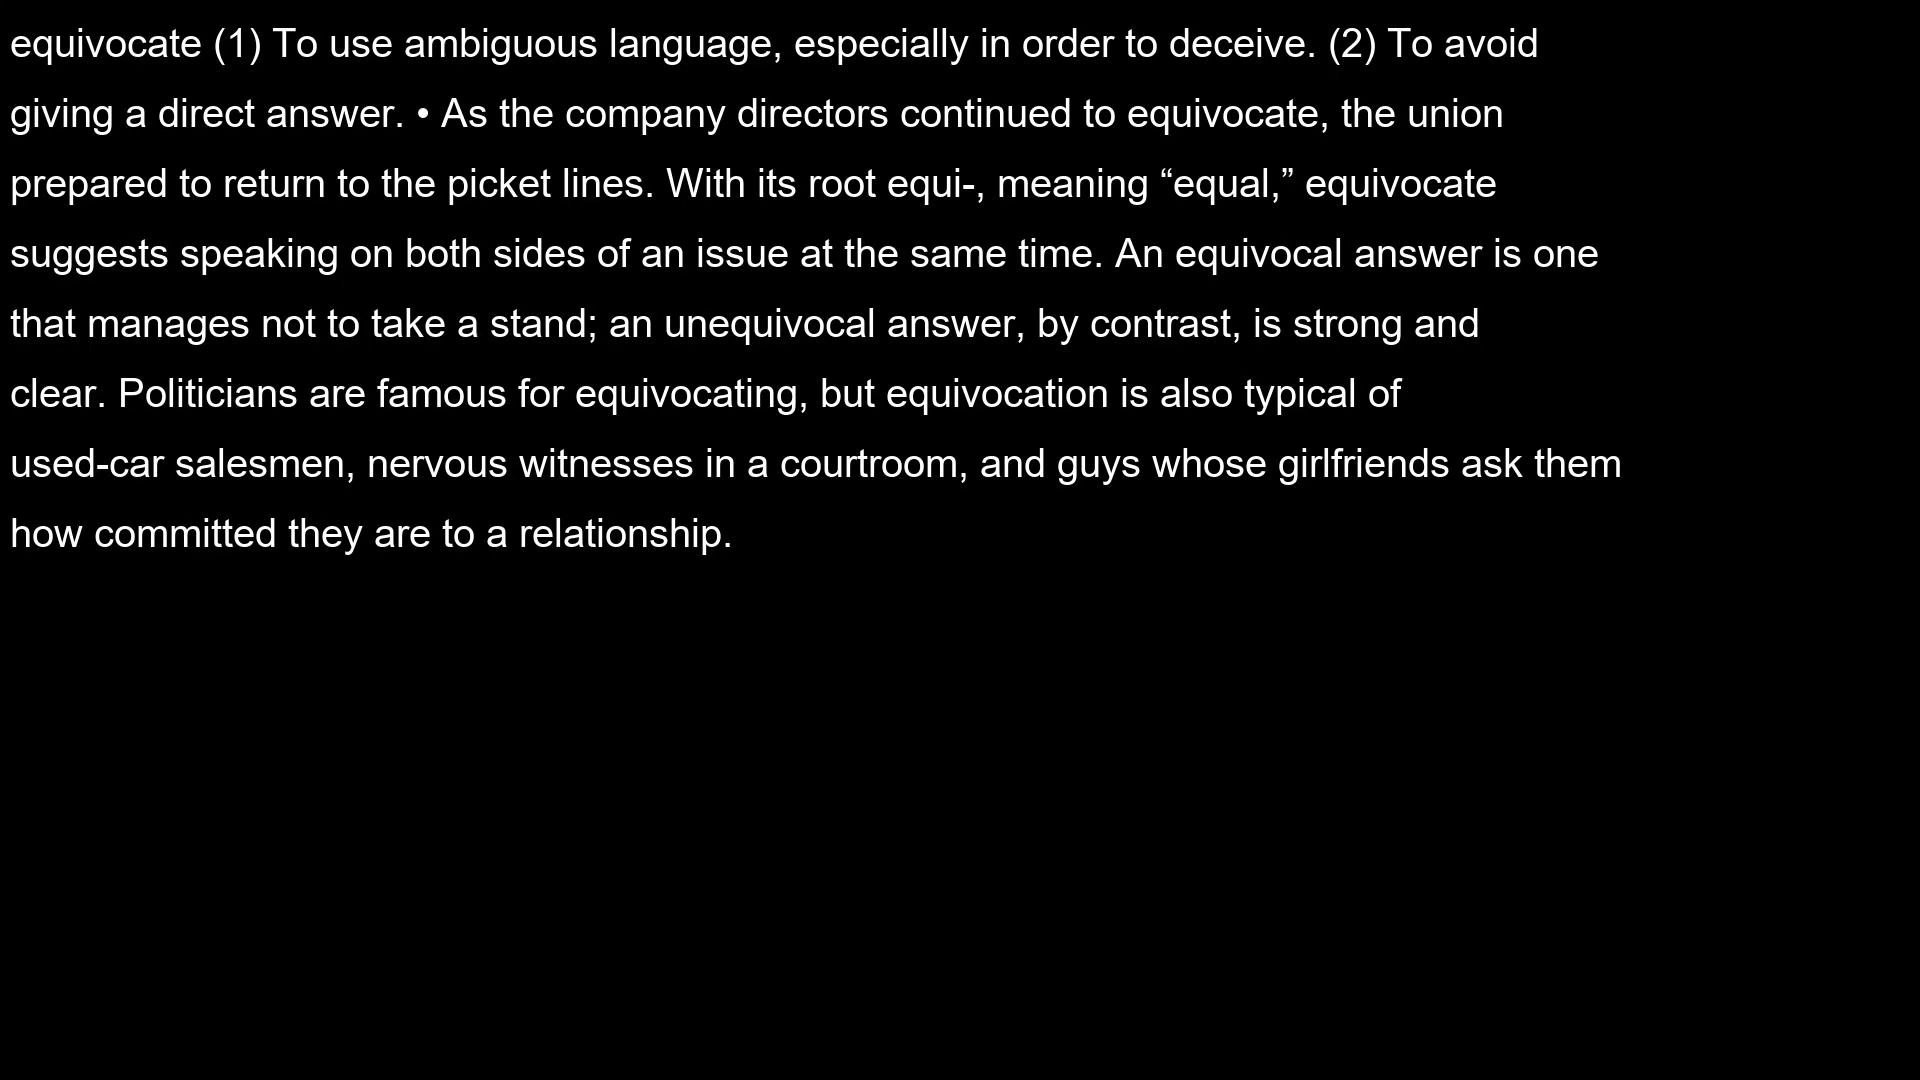 equivocate (1) To use ambiguous language, especially in order to deceive. (2) To avoid
giving a direct answer. • As the company directors continued to equivocate, the union
prepared to return to the picket lines. With its root equi-, meaning “equal,” equivocate
suggests speaking on both sides of an issue at the same time. An equivocal answer is one
that manages not to take a stand; an unequivocal answer, by contrast, is strong and
clear. Politicians are famous for equivocating, but equivocation is also typical of
used-car salesmen, nervous witnesses in a courtroom, and guys whose girlfriends ask them
how committed they are to a relationship.